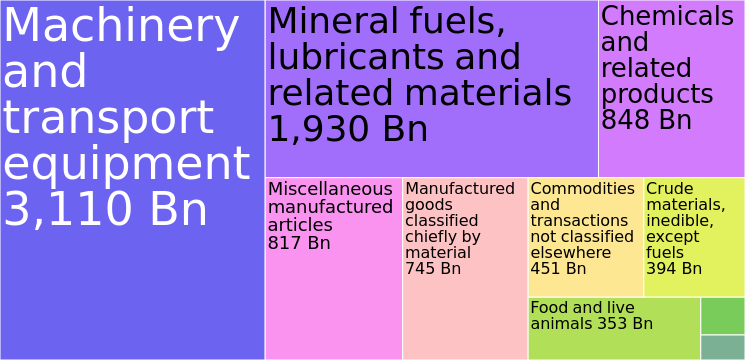 Machinery
and
transport
equipment
3,110 Bn
Mineral fuels,
lubricants and
related materials
1,930 Bn
Chemicals
and
related
products
848 Bn
Miscellaneous
manufactured
articles
817 Bn
Manufactured
goods
classified
chiefly by
material
745 Bn
Commodities
and
transactions
not classified
elsewhere
451 Bn
Crude
materials,
inedible,
except
fuels
394 Bn
Food and live
animals 353 Bn